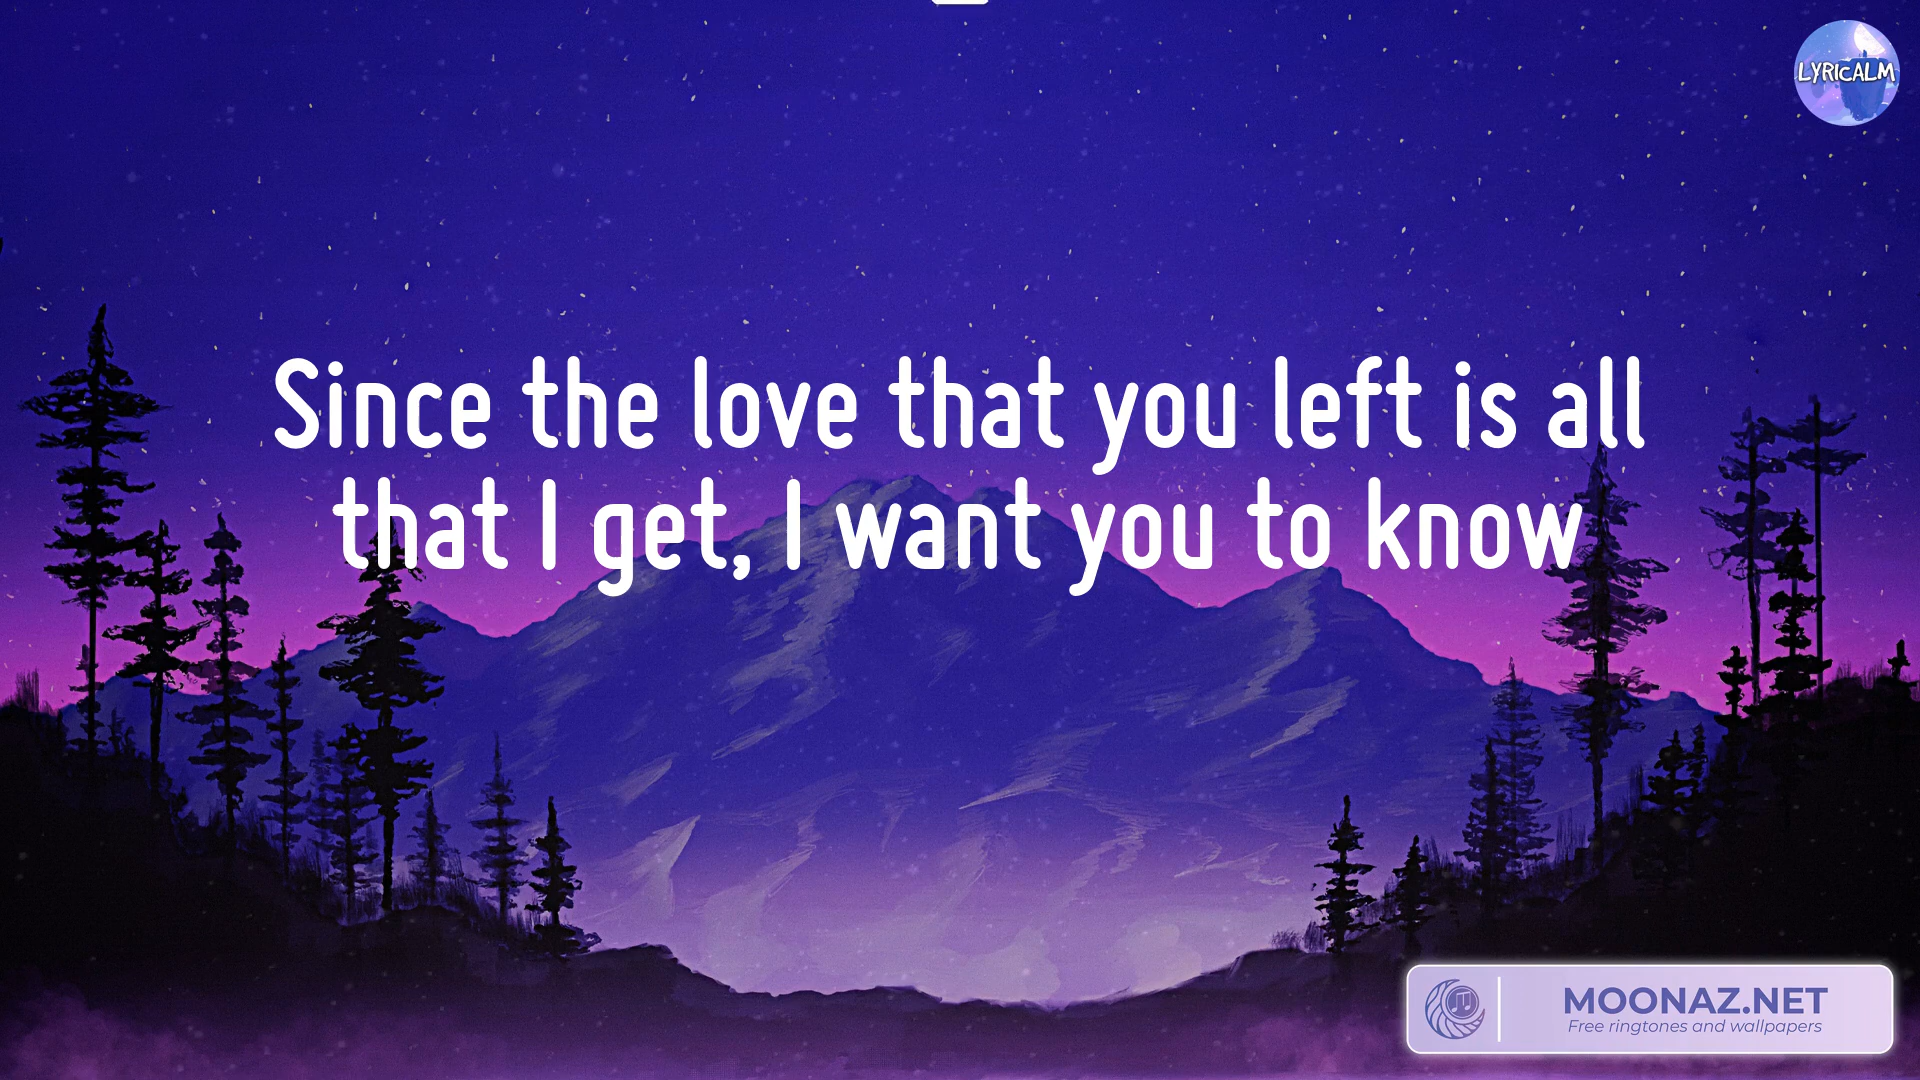 LYRICALM
Since the love that you left is all
that I get, I want you to know
MOONAZ.NET
Free ringtones and wallpapers